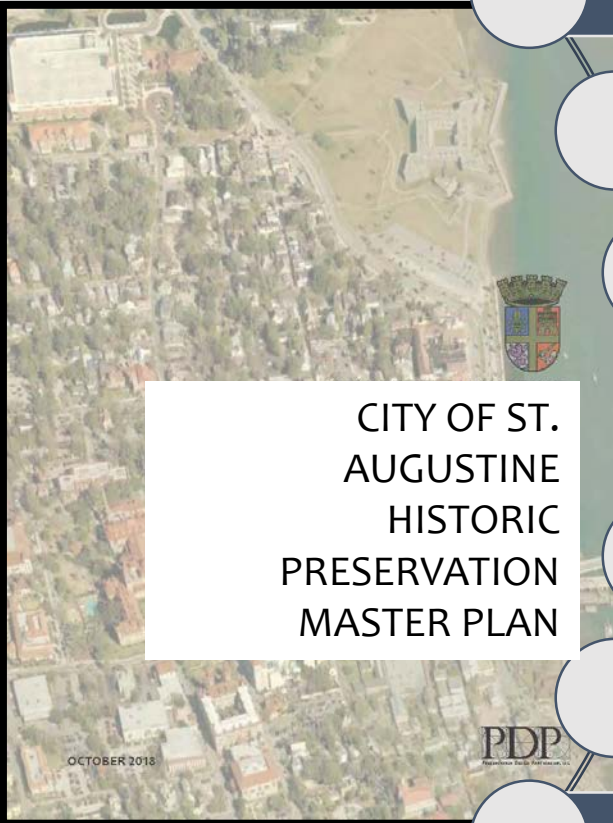 CITY OF ST.
AUGUSTINE
HISTORIC
PRESERVATION
MASTER PLAN
OCTOBER 2018
PDP